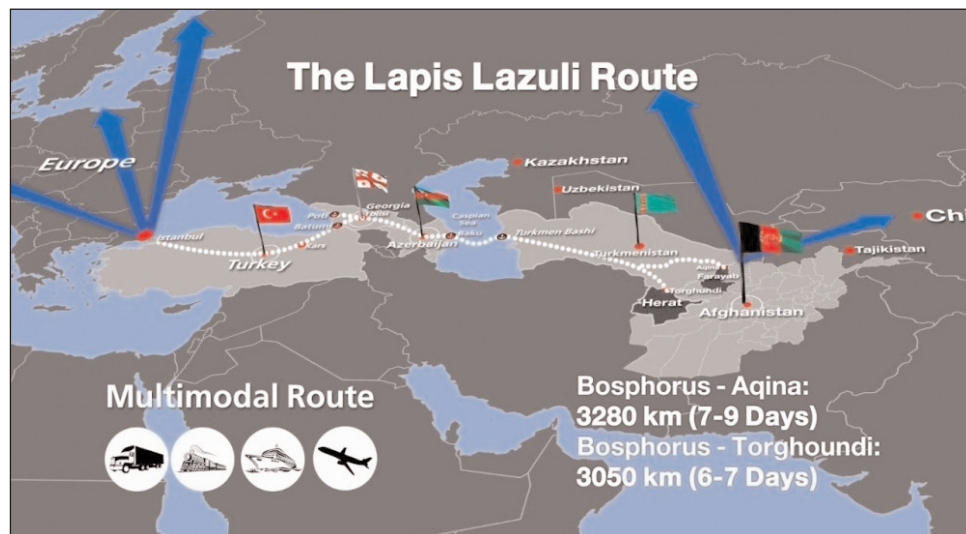 The Lapis Lazuli Route
Europe
Kazakhstan
Uzbekistan
Chi
Georgia
Tbilisi
Poti
Batumi
Caspian
Sea
Istanbul
Kars
Azerbaijan
Baku
Turkmen Bashi
Tajikistan
Turkey
Turkmenistan
Aqina
Farayab
Torghundi
Herat
Afghanistan
Multimodal Route
Bosphorus - Aqina:
3280 km (7-9 Days)
Bosphorus - Torghoundi:
3050 km (6-7 Days)